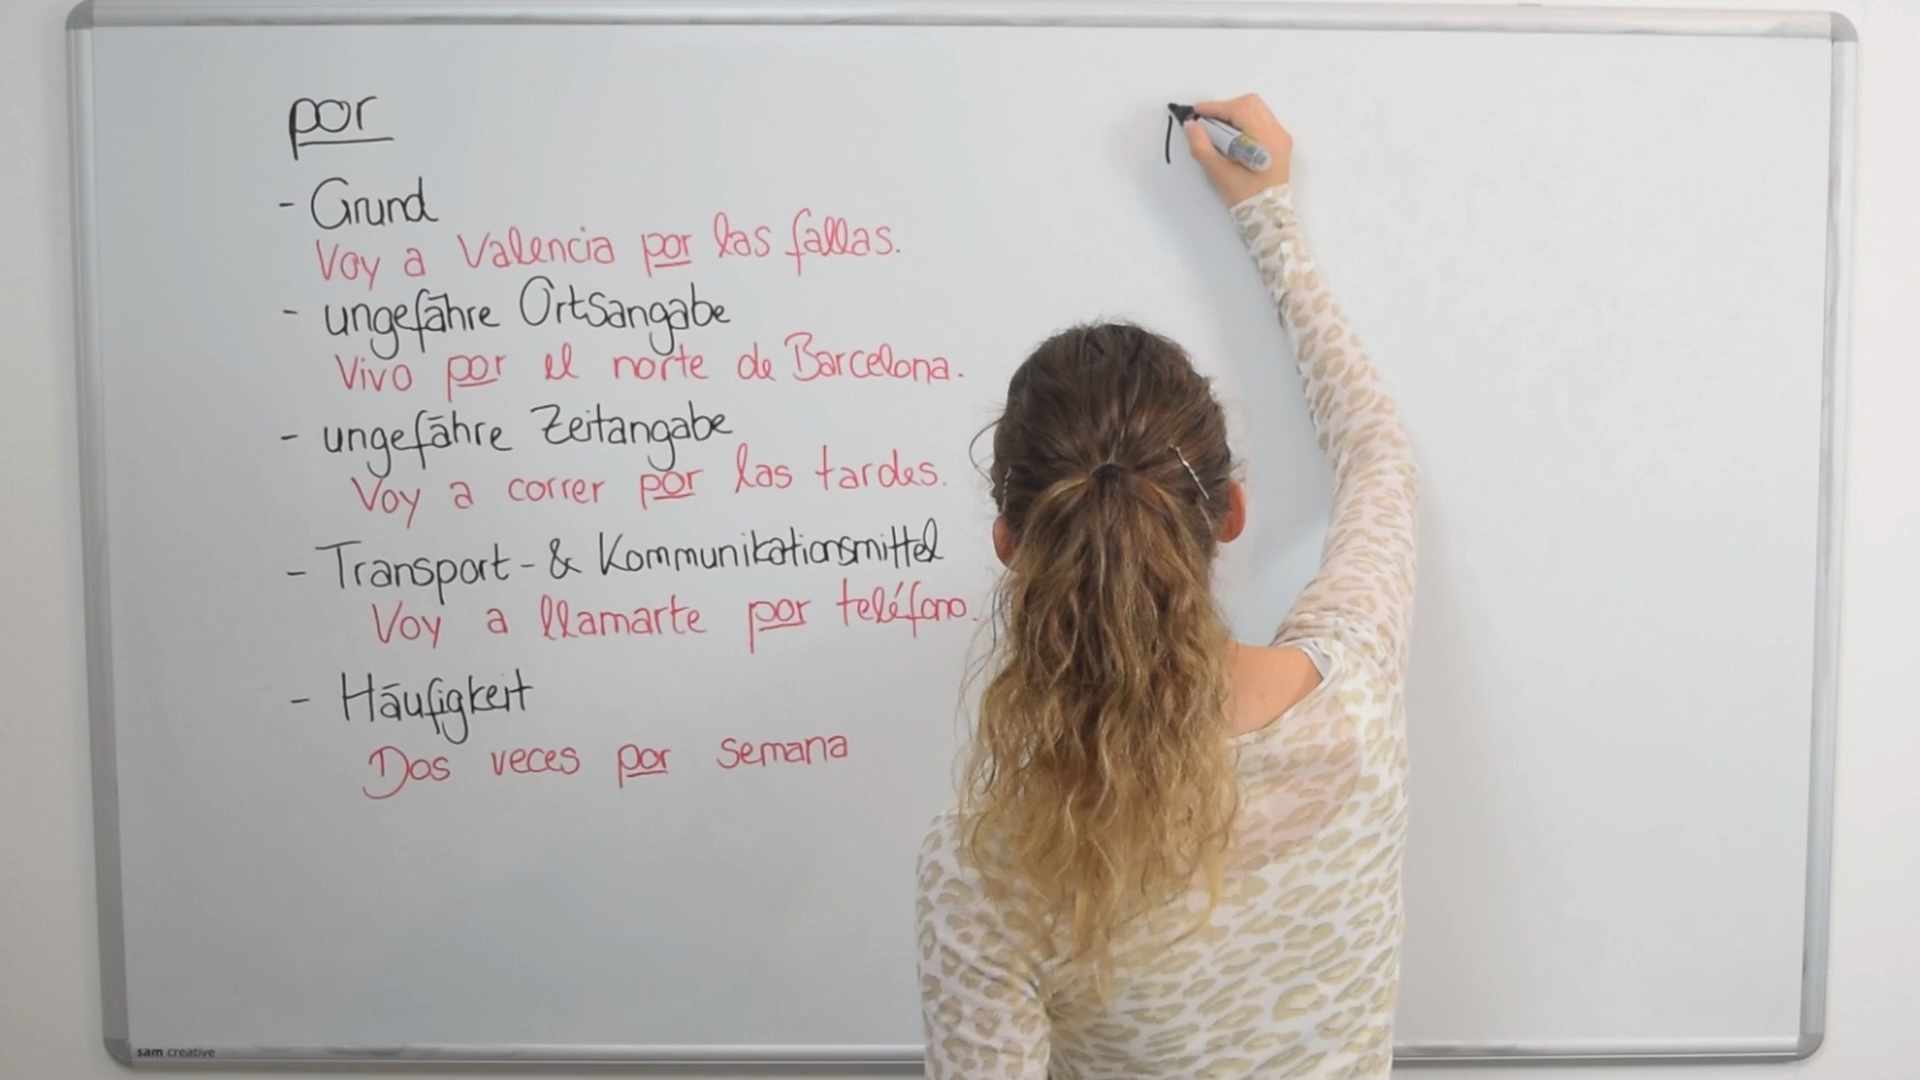 por
- Grund
Voy a Valencia por las fallas.
- ungefähre Ortsangabe
Vivo por el norte de Barcelona.
- ungefähre Zeitangabe
Voy a correr por las tardes.
- Transport- & Kommunikationsmittel
Voy a llamarte por teléfono.
- Häufigkeit
Dos veces por semana
sam creative